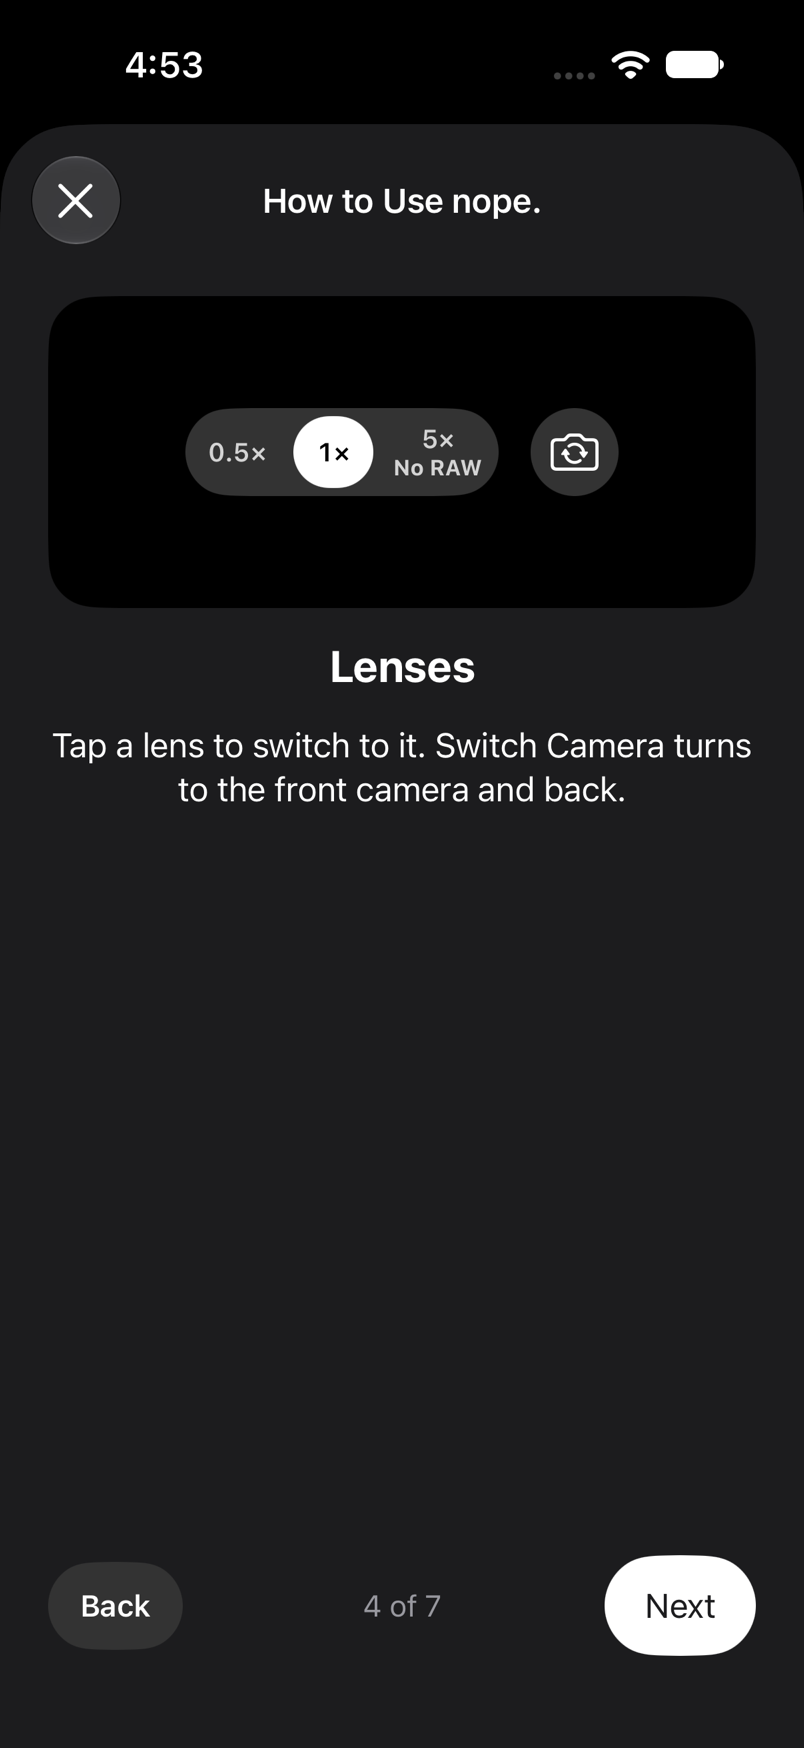 4:53
How to Use nope.
0.5×
1×
5×
No RAW
Lenses
Tap a lens to switch to it. Switch Camera turns
to the front camera and back.
Back
4 of 7
Next